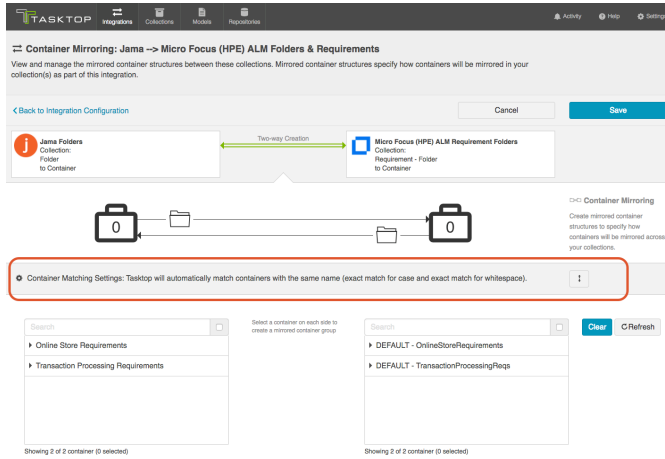 TASKTOP
Integrations
Collections
Models
Repositories
Activity
Help
Settings
Container Mirroring: Jama --> Micro Focus (HPE) ALM Folders & Requirements
View and manage the mirrored container structures between these collections. Mirrored container structures specify how containers will be mirrored in your
collection(s) as part of this integration.
Back to Integration Configuration
Cancel
Save
Jama Folders
Collection:
Folder
to Container
Two-way Creation
Micro Focus (HPE) ALM Requirement Folders
Collection:
Requirement - Folder
to Container
0
0
Container Mirroring
Create mirrored container
structures to specify how
containers will be mirrored across
your collections.
Container Matching Settings: Tasktop will automatically match containers with the same name (exact match for case and exact match for whitespace).
Search
Select a container on each side to
create a mirrored container group
Search
Clear
Refresh
Online Store Requirements
Transaction Processing Requirements
DEFAULT - OnlineStoreRequirements
DEFAULT - TransactionProcessingReqs
Showing 2 of 2 container (0 selected)
Showing 2 of 2 container (0 selected)